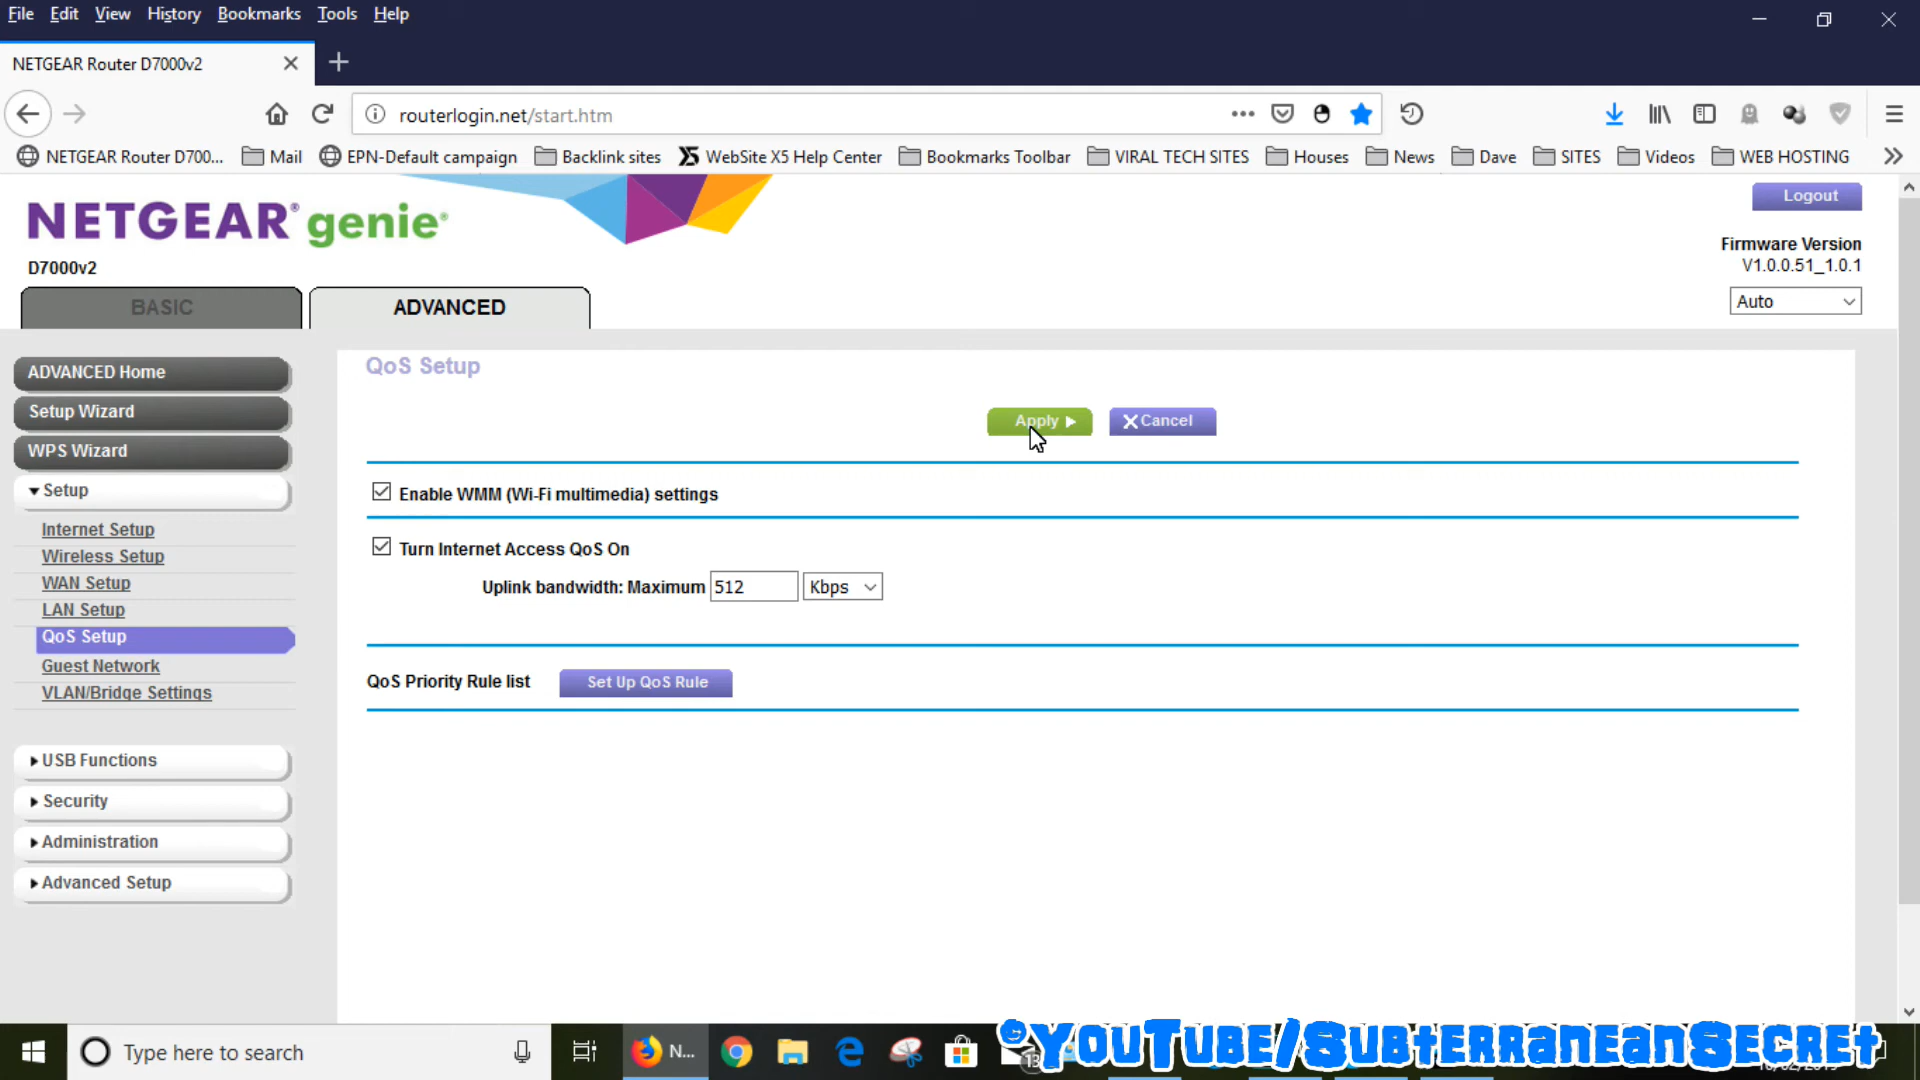 File Edit View History Bookmarks Tools Help
NETGEAR Router D7000v2
routerlogin.net/start.htm
NETGEAR Router D700... Mail EPN-Default campaign Backlink sites WebSite X5 Help Center Bookmarks Toolbar VIRAL TECH SITES Houses News Dave SITES Videos WEB HOSTING
NETGEAR® genie®
Logout
Firmware Version
V1.0.0.51_1.0.1
D7000v2
Auto
BASIC ADVANCED
ADVANCED Home
Setup Wizard
WPS Wizard
Setup
Internet Setup
Wireless Setup
WAN Setup
LAN Setup
QoS Setup
Guest Network
VLAN/Bridge Settings
USB Functions
Security
Administration
Advanced Setup
QoS Setup
Apply Cancel
Enable WMM (Wi-Fi multimedia) settings
Turn Internet Access QoS On
Uplink bandwidth: Maximum 512 Kbps
QoS Priority Rule list Set Up QoS Rule
Type here to search
N...
13
©YouTube/SubterraneanSecret